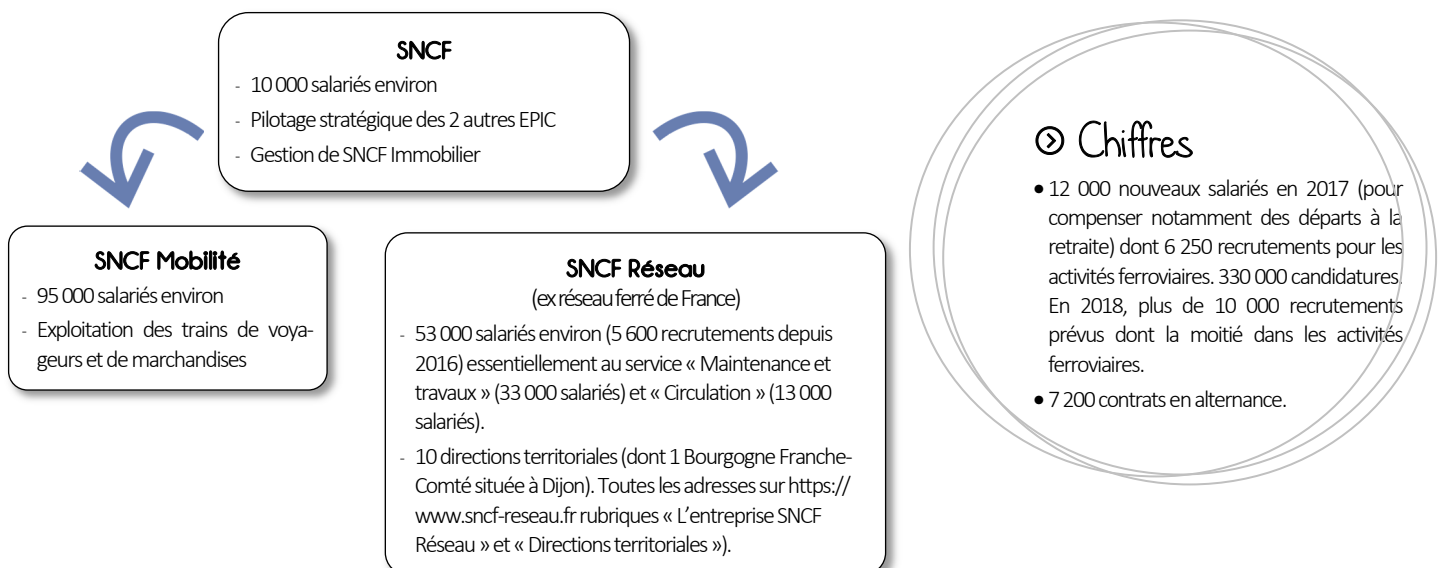 SNCF
- 10 000 salariés environ
- Pilotage stratégique des 2 autres EPIC
- Gestion de SNCF Immobilier
SNCF Mobilité
- 95 000 salariés environ
- Exploitation des trains de voya-
geurs et de marchandises
SNCF Réseau
(ex réseau ferré de France)
- 53 000 salariés environ (5 600 recrutements depuis
2016) essentiellement au service « Maintenance et
travaux » (33 000 salariés) et « Circulation » (13 000
salariés).
- 10 directions territoriales (dont 1 Bourgogne Franche-
Comté située à Dijon). Toutes les adresses sur https://
www.sncf-reseau.fr rubriques « L’entreprise SNCF
Réseau » et « Directions territoriales »).
Chiffres
• 12 000 nouveaux salariés en 2017 (pour
compenser notamment des départs à la
retraite) dont 6 250 recrutements pour les
activités ferroviaires. 330 000 candidatures.
En 2018, plus de 10 000 recrutements
prévus dont la moitié dans les activités
ferroviaires.
• 7 200 contrats en alternance.